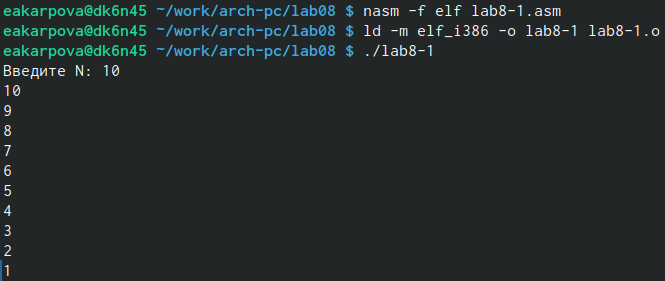 eakarpova@dk6n45 ~/work/arch-pc/lab08 $ nasm -f elf lab8-1.asm
eakarpova@dk6n45 ~/work/arch-pc/lab08 $ ld -m elf_i386 -o lab8-1 lab8-1.o
eakarpova@dk6n45 ~/work/arch-pc/lab08 $ ./lab8-1
Введите N: 10
10
9
8
7
6
5
4
3
2
1